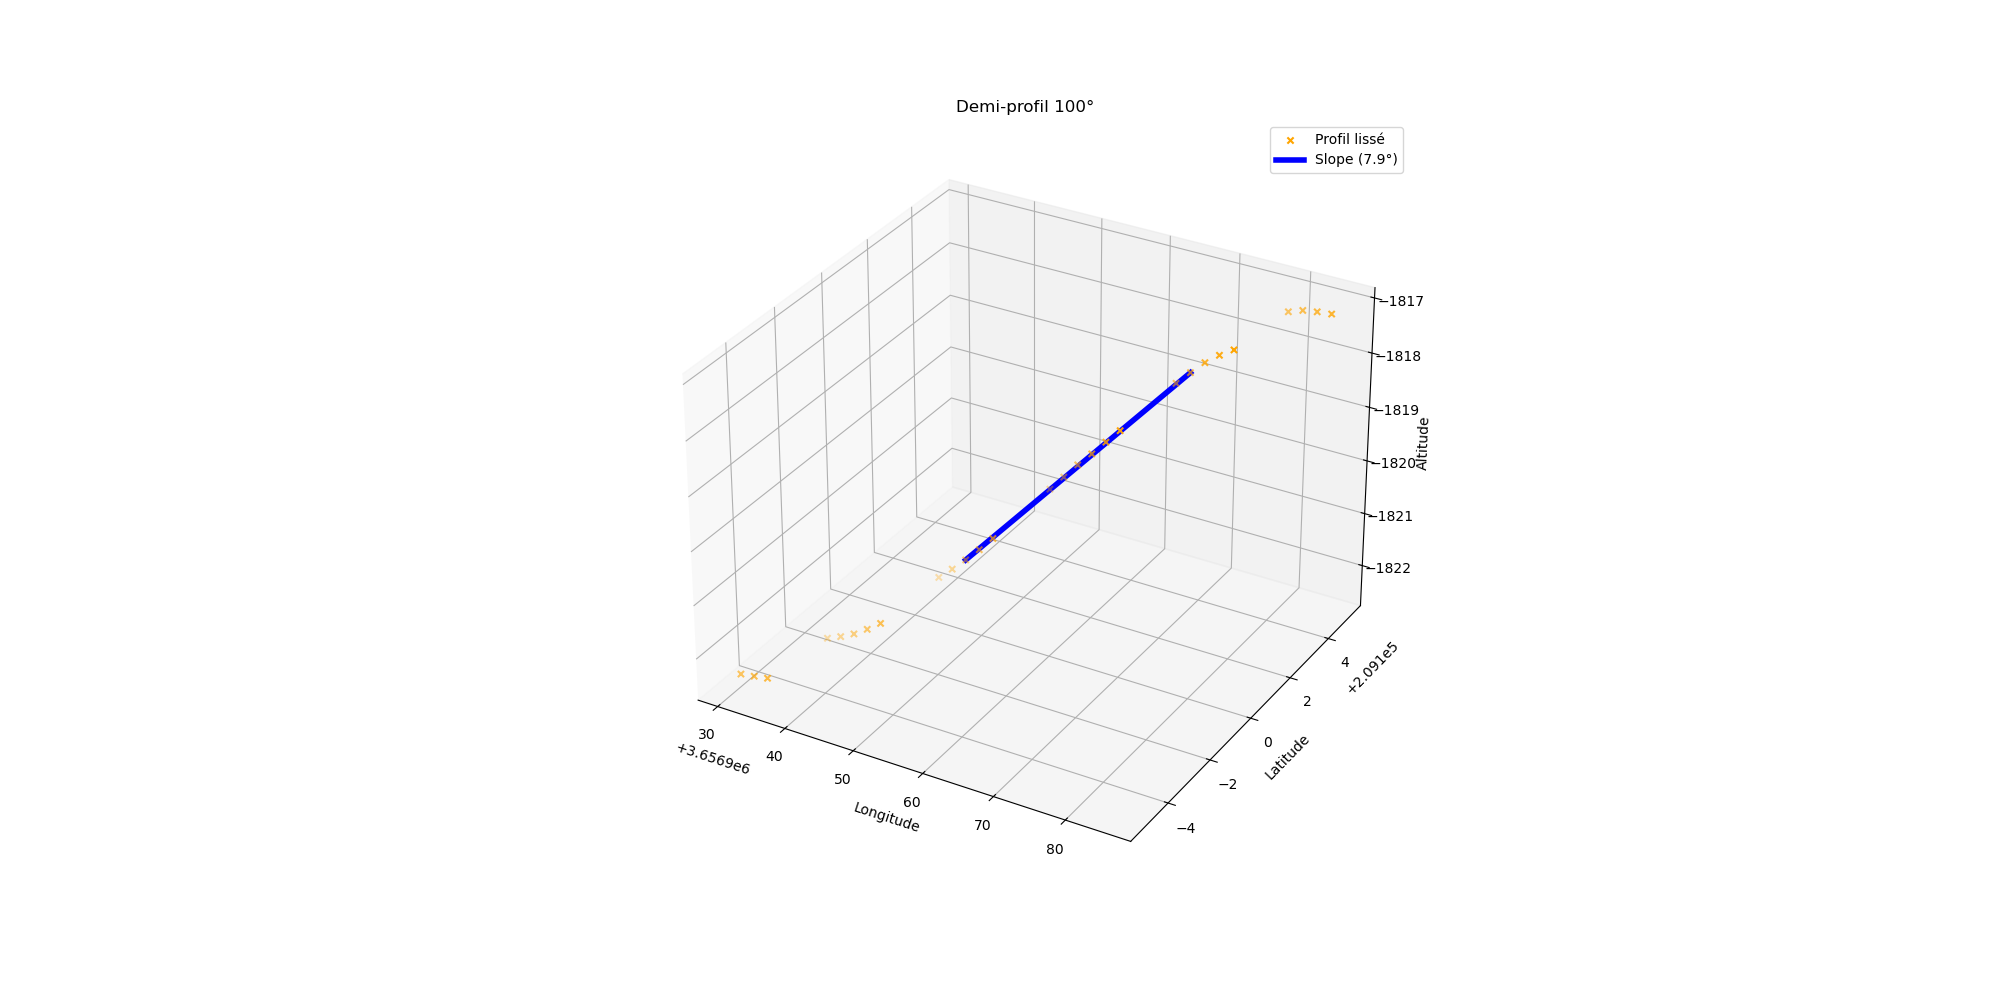 Demi-profil 100°
Profil lissé
Slope (7.9°)
−1817
−1818
−1819
−1820
−1821
−1822
Altitude
30
40
50
60
70
80
+3.6569e6
Longitude
4
2
0
−2
−4
+2.091e5
Latitude